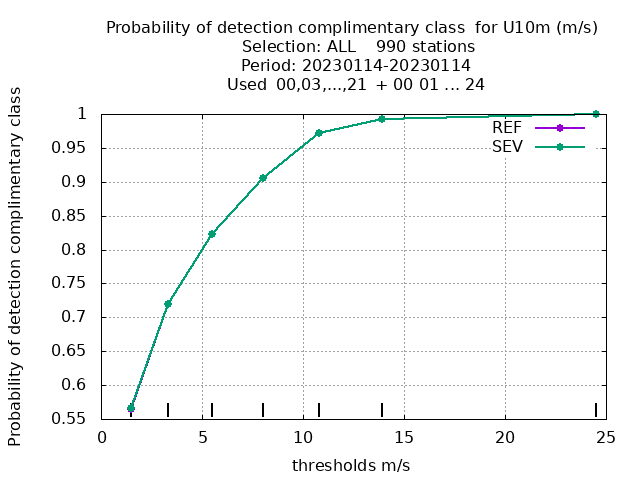 Probability of detection complimentary class  for U10m (m/s)
Selection: ALL    990 stations
Period: 20230114-20230114
Used  00,03,...,21  + 00 01 ... 24
Probability of detection complimentary class
1
0.95
0.9
0.85
0.8
0.75
0.7
0.65
0.6
0.55
REF
SEV
0 5 10 15 20 25
thresholds m/s